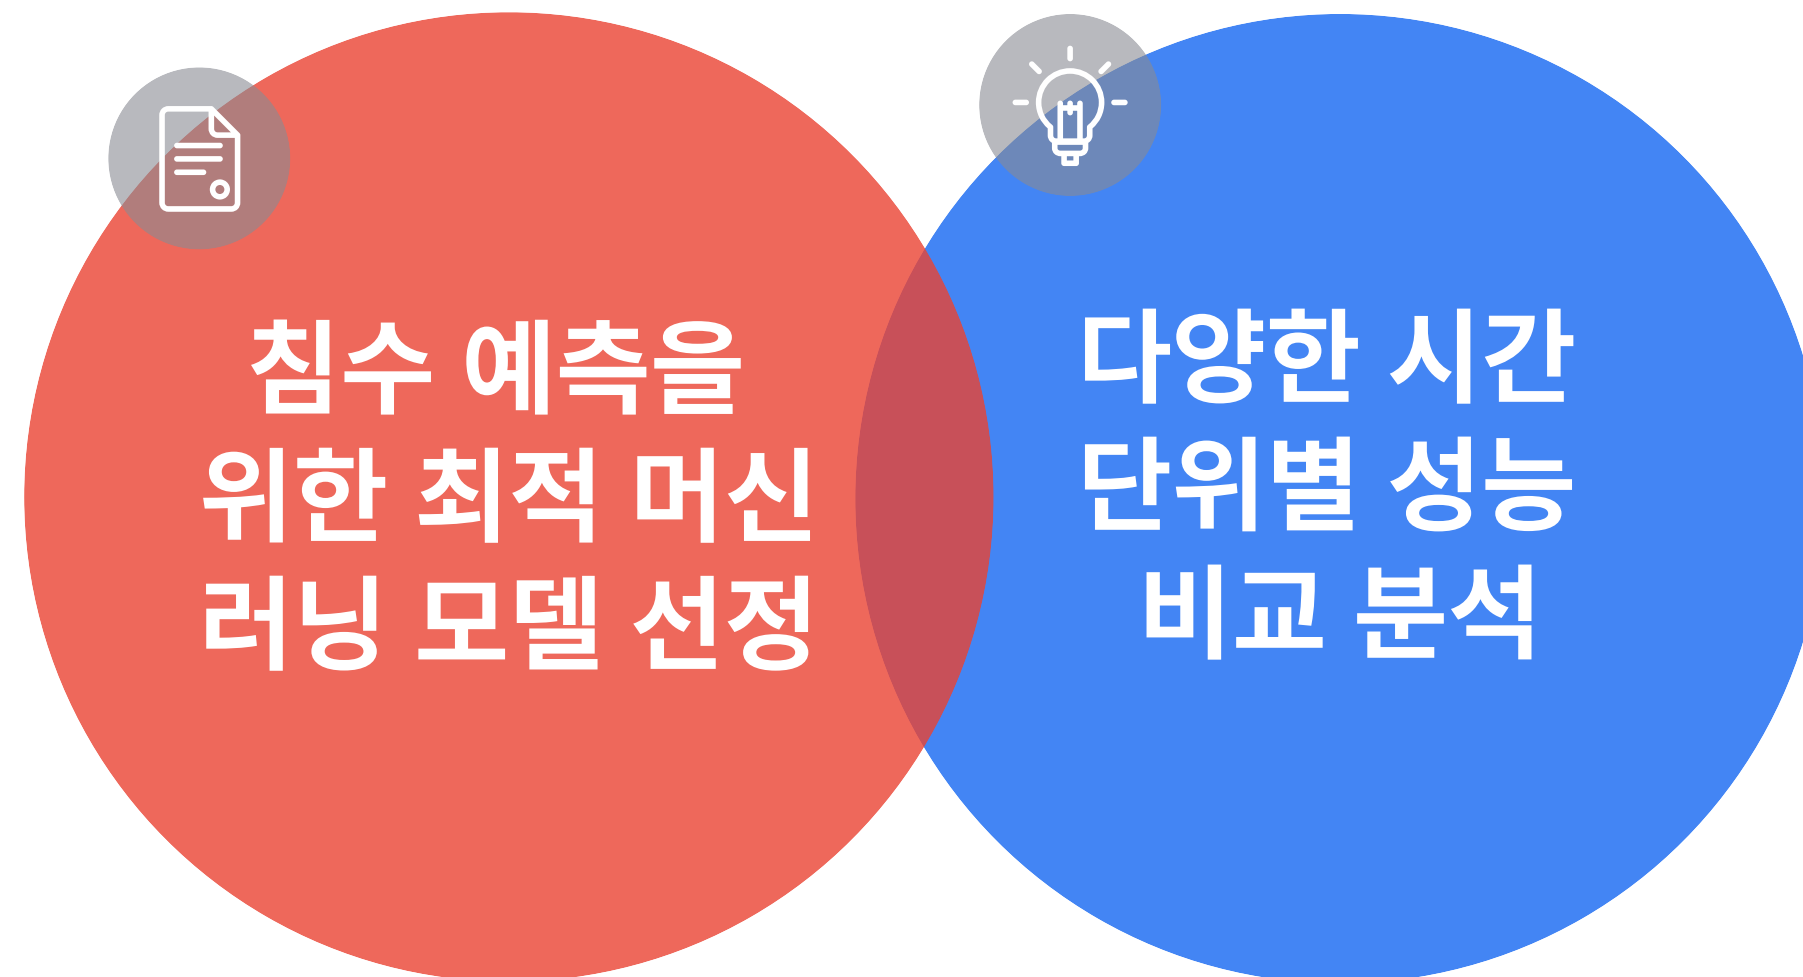 침수 예측을
위한 최적 머신
러닝 모델 선정
다양한 시간
단위별 성능
비교 분석